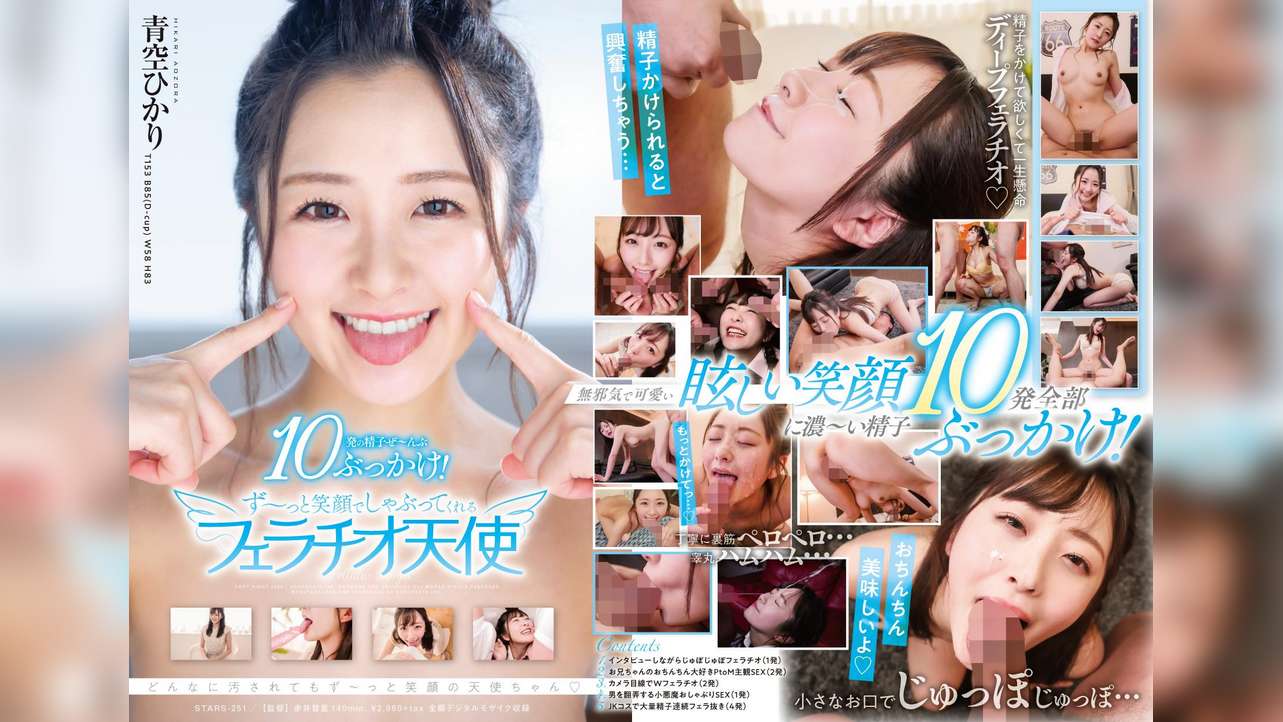 青空ひかり
HIKARI AOZORA
T153 B85(D-cup) W58 H83
10発の精子ぜ〜んぶ
ぶっかけ!
ず〜っと笑顔でしゃぶってくれる
フェラチオ天使
どんなに汚されてもず〜っと笑顔の天使ちゃん♡
精子かけられると
興奮しちゃう…
精子をかけて欲しくて一生懸命
ディープフェラチオ♡
無邪気で可愛い
眩しい笑顔
に濃〜い精子
10発全部
ぶっかけ!
もっとかけてっ…♡
丁寧に裏筋ペロペロ…
睾丸ハムハム…
おちんちん
美味しいよ♡
小さなお口でじゅっぽじゅっぽ…
Contents
1. インタビューしながらじゅぽじゅぽフェラチオ(1発)
2. お兄ちゃんのおちんちん大好きPtoM主観SEX(2発)
3. カメラ目線でWフェラチオ(2発)
4. 男を翻弄する小悪魔おしゃぶりSEX(1発)
5. JKコスで大量精子連続フェラ抜き(4発)